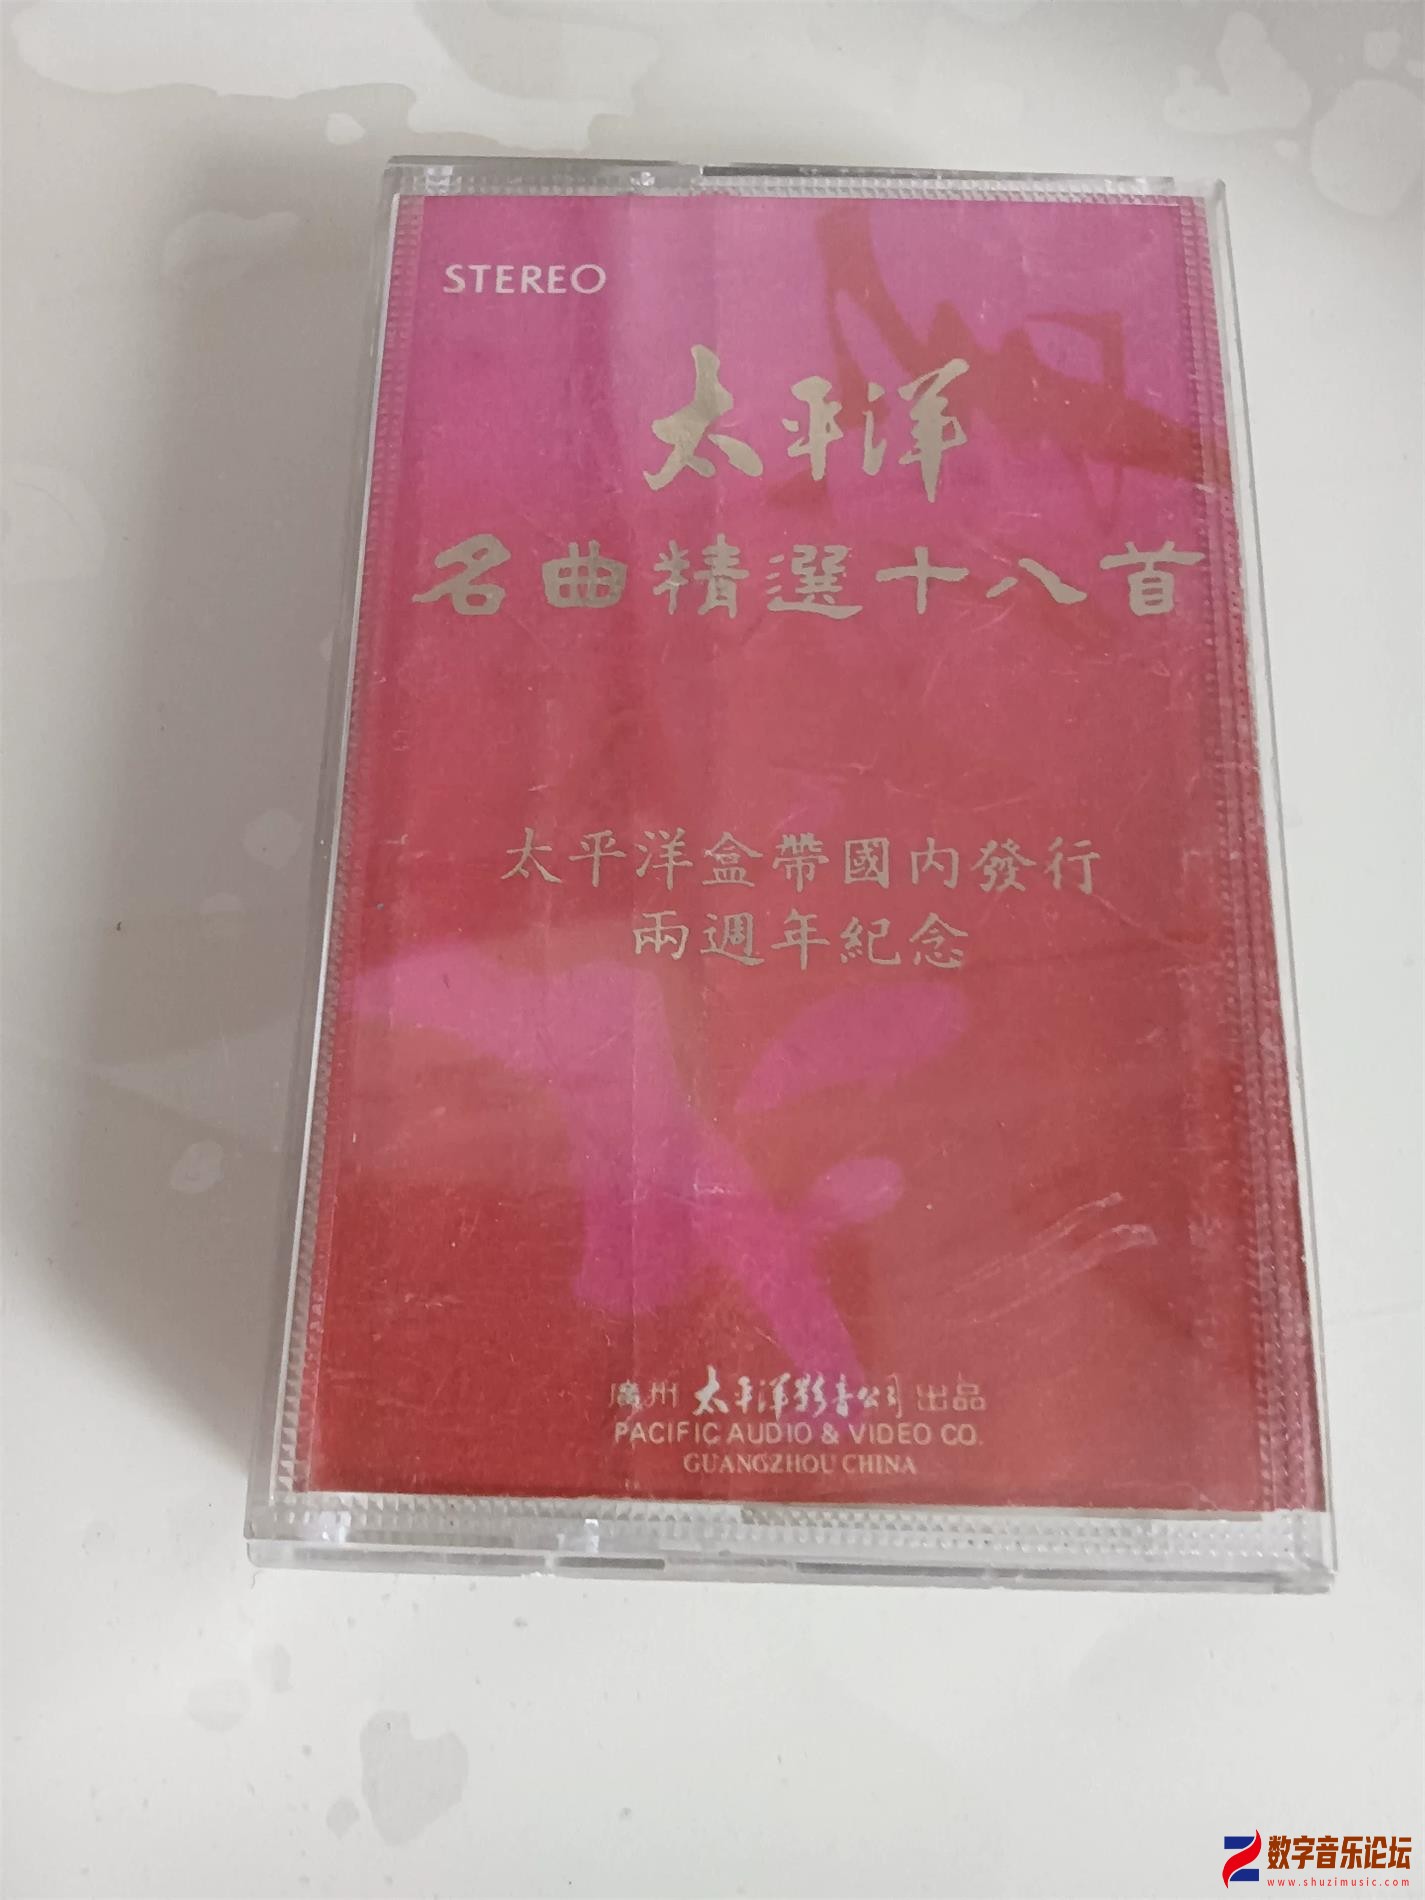 STEREO
太平洋
名曲精選十八首
太平洋盒帶國內發行
兩週年紀念
廣州 太平洋影音公司 出品
PACIFIC AUDIO & VIDEO CO.
GUANGZHOU CHINA
数字音乐论坛
www.shuzimusic.com